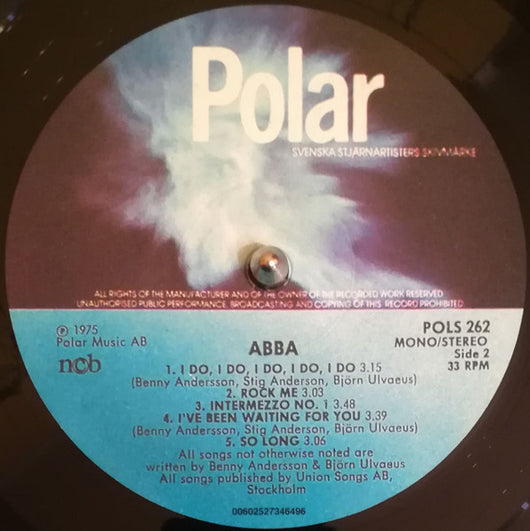 Polar
SVENSKA STJÄRNARTISTERS SKIVMÄRKE
ALL RIGHTS OF THE MANUFACTURER AND OF THE OWNER OF THE RECORDED WORK RESERVED
UNAUTHORISED PUBLIC PERFORMANCE, BROADCASTING AND COPYING OF THIS RECORD PROHIBITED
℗ 1975
Polar Music AB
ncb
POLS 262
MONO/STEREO
Side 2
33 RPM
ABBA
1. I DO, I DO, I DO, I DO, I DO 3.15
(Benny Andersson, Stig Anderson, Björn Ulvaeus)
2. ROCK ME 3.03
3. INTERMEZZO NO. 1 3.48
4. I'VE BEEN WAITING FOR YOU 3.39
(Benny Andersson, Stig Anderson, Björn Ulvaeus)
5. SO LONG 3.06
All songs not otherwise noted are
written by Benny Andersson & Björn Ulvaeus
All songs published by Union Songs AB,
Stockholm
00602527346496